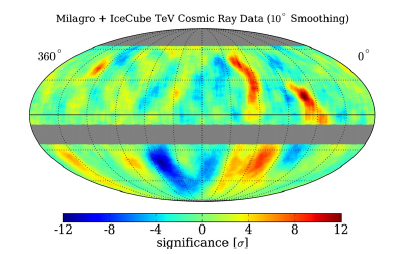 Milagro + IceCube TeV Cosmic Ray Data (10° Smoothing)
360°
0°
-12 -8 -4 0 4 8 12
significance [σ]